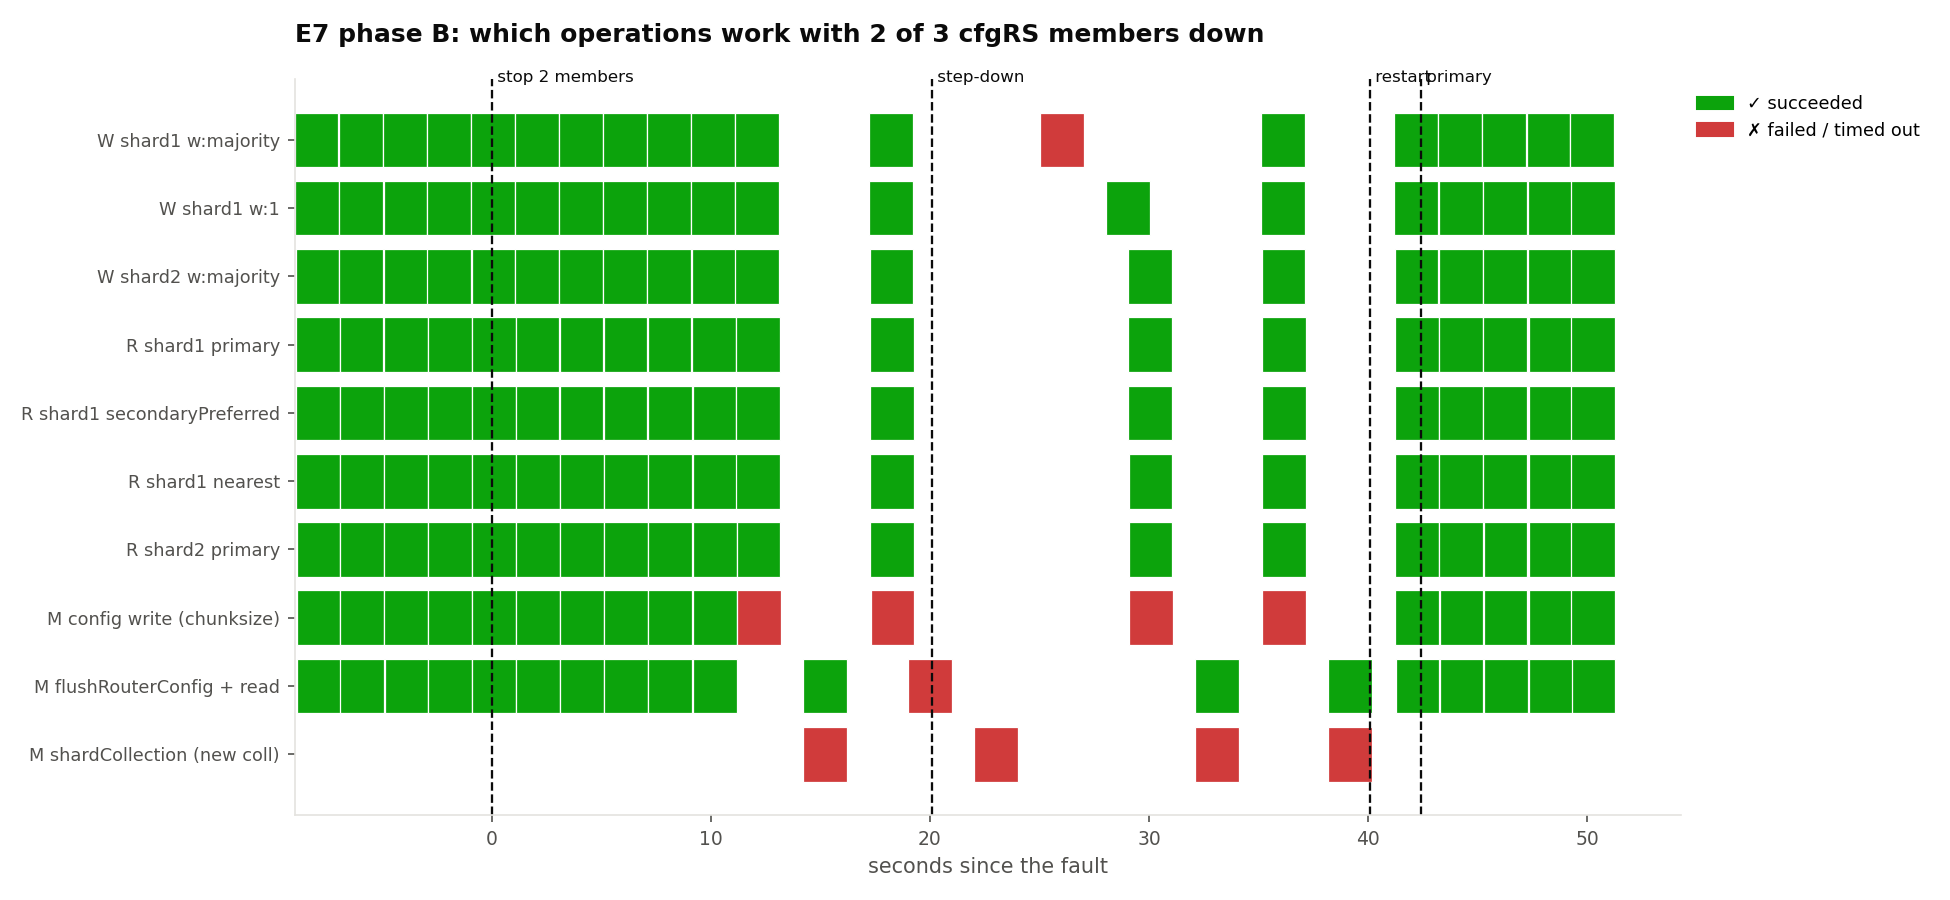 E7 phase B: which operations work with 2 of 3 cfgRS members down
stop 2 members
step-down
restart
primary
✓ succeeded
✗ failed / timed out
W shard1 w:majority
W shard1 w:1
W shard2 w:majority
R shard1 primary
R shard1 secondaryPreferred
R shard1 nearest
R shard2 primary
M config write (chunksize)
M flushRouterConfig + read
M shardCollection (new coll)
0 10 20 30 40 50
seconds since the fault